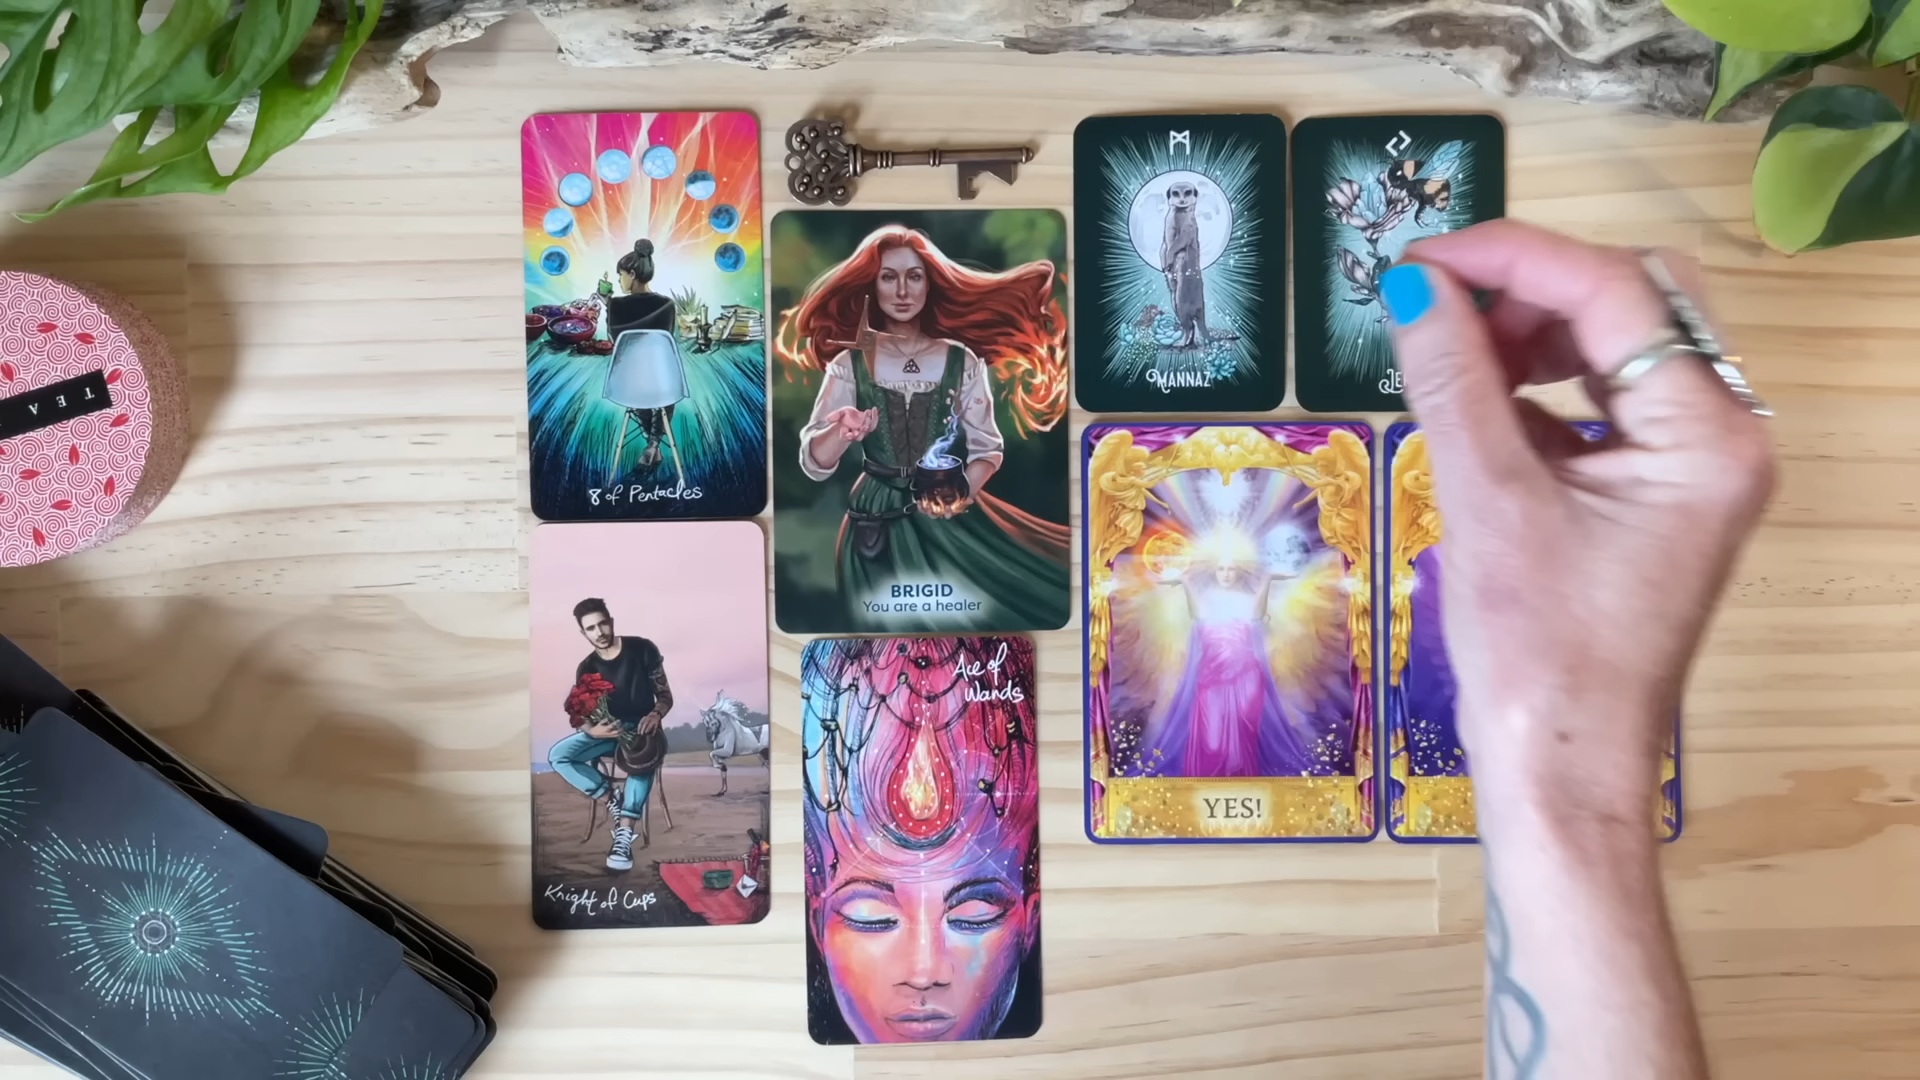 TEA
8 of Pentacles
BRIGID
You are a healer
MANNAZ
Knight of Cups
Ace of
Wands
YES!